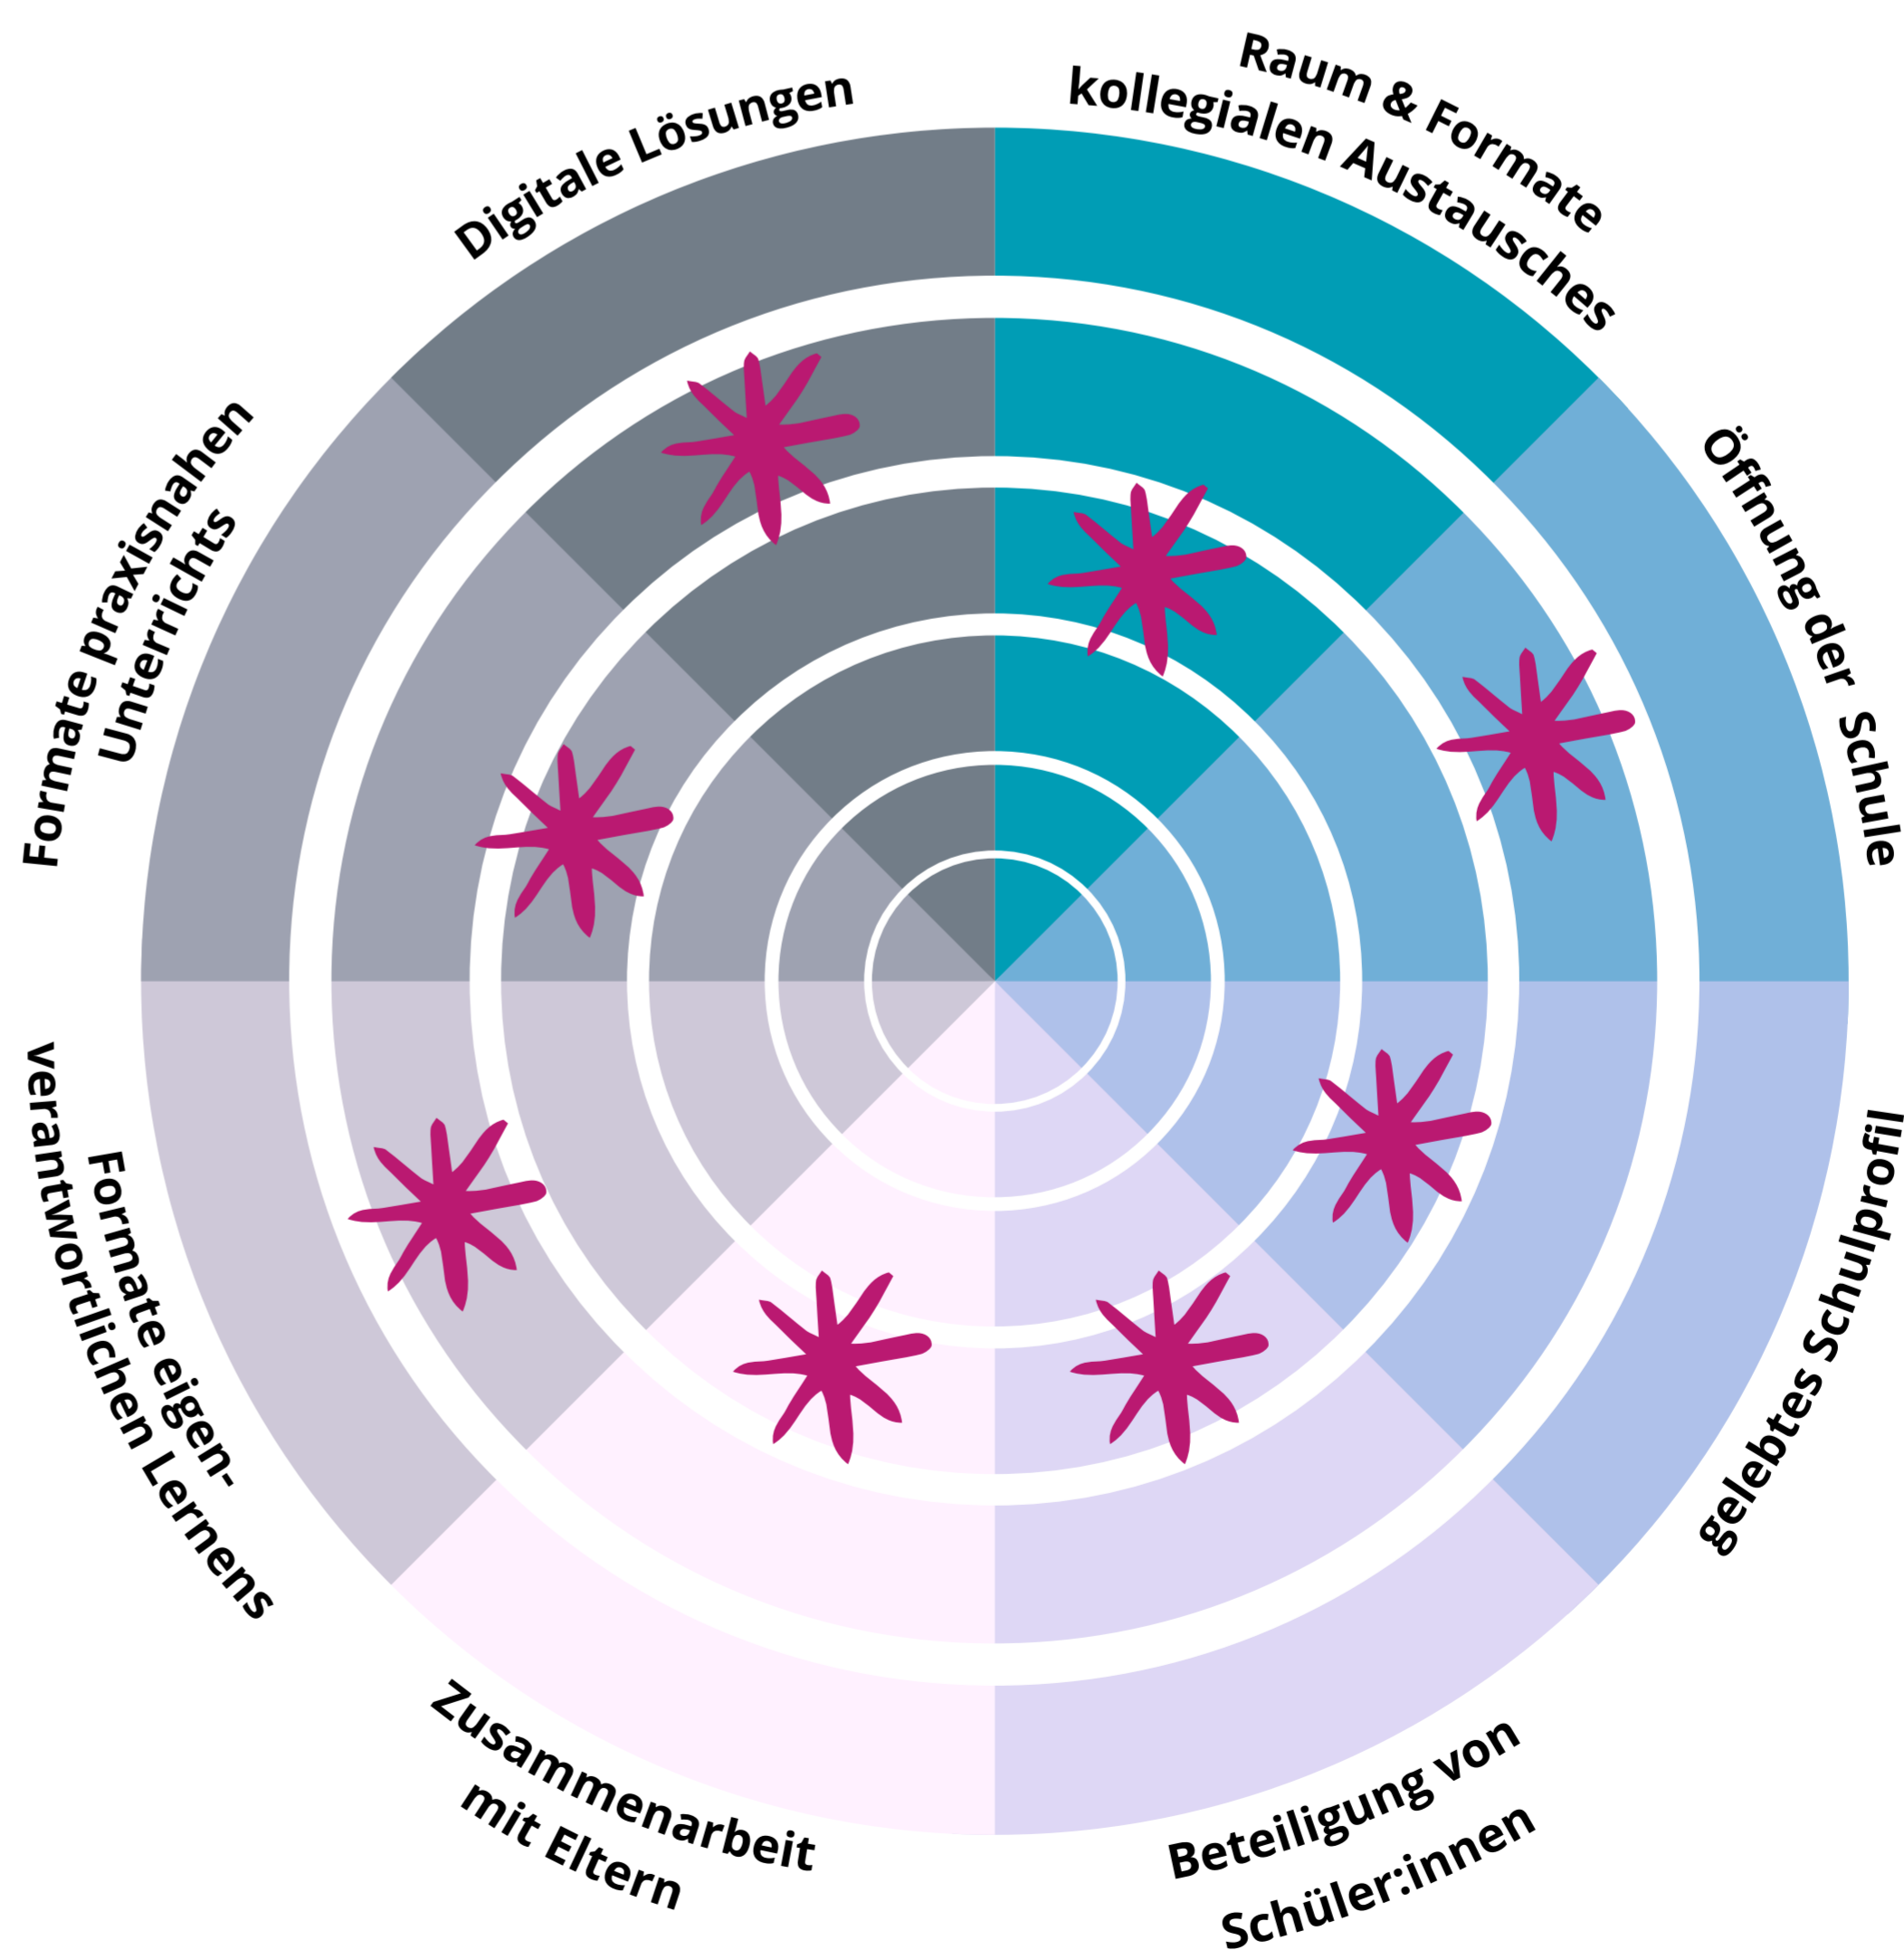 Digitale Lösungen
Raum & Formate
kollegialen Austausches
Öffnung der Schule
gelebtes Schulprofil
Beteiligung von
Schüler:innen
Zusammenarbeit
mit Eltern
Formate eigen-
verantwortlichen Lernens
Formate praxisnahen
Unterrichts